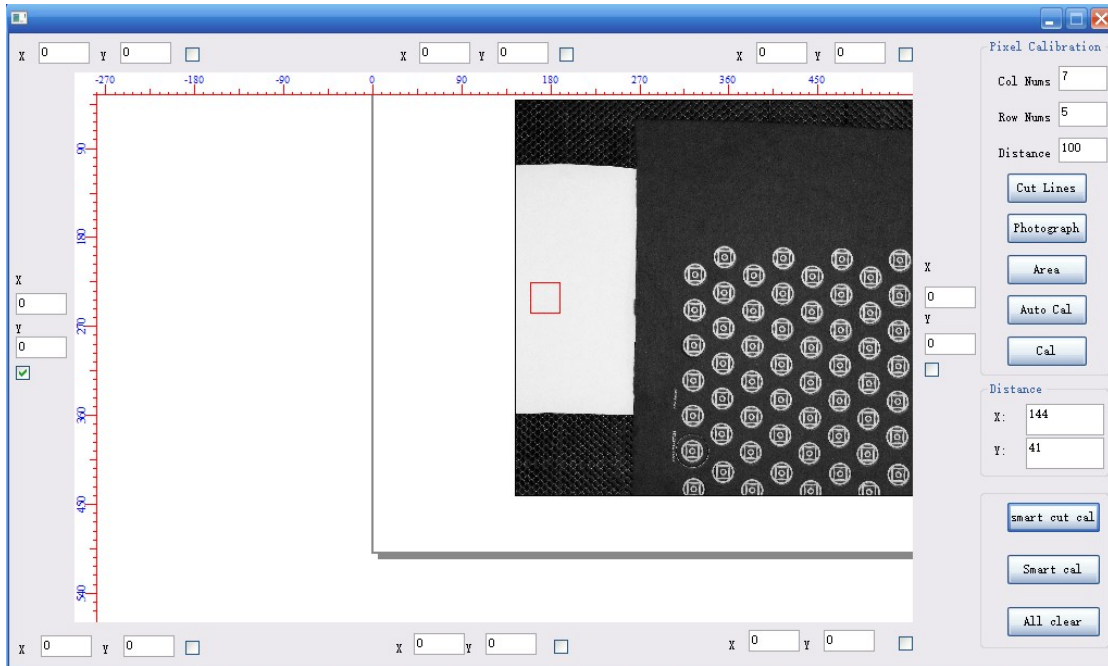 X 0 Y 0 X 0 Y 0 X 0 Y 0
Pixel Calibration
Col Nums 7
Row Nums 5
Distance 100
Cut Lines
Photograph
Area
Auto Cal
Cal
-270 -180 -90 0 90 180 270 360 450
90
180
270
360
450
540
X
0
Y
0
X
0
Y
0
Distance
X: 144
Y: 41
smart cut cal
Smart cal
All clear
X 0 Y 0 X 0 Y 0 X 0 Y 0